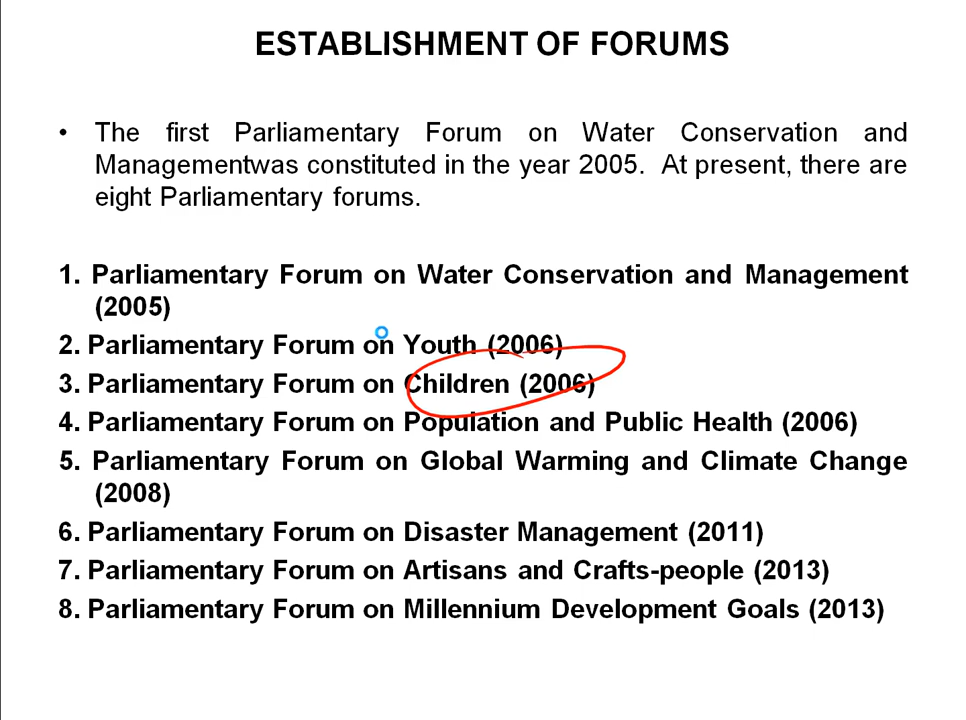 ESTABLISHMENT OF FORUMS
• The first Parliamentary Forum on Water Conservation and
Managementwas constituted in the year 2005. At present, there are
eight Parliamentary forums.
1. Parliamentary Forum on Water Conservation and Management
(2005)
2. Parliamentary Forum on Youth (2006)
3. Parliamentary Forum on Children (2006)
4. Parliamentary Forum on Population and Public Health (2006)
5. Parliamentary Forum on Global Warming and Climate Change
(2008)
6. Parliamentary Forum on Disaster Management (2011)
7. Parliamentary Forum on Artisans and Crafts-people (2013)
8. Parliamentary Forum on Millennium Development Goals (2013)